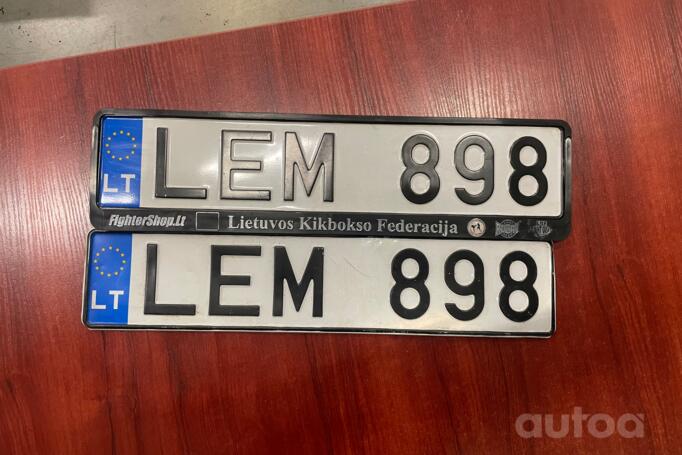 LT LEM 898
FighterShop.Lt Lietuvos Kikbokso Federacija
LT LEM 898
autoa